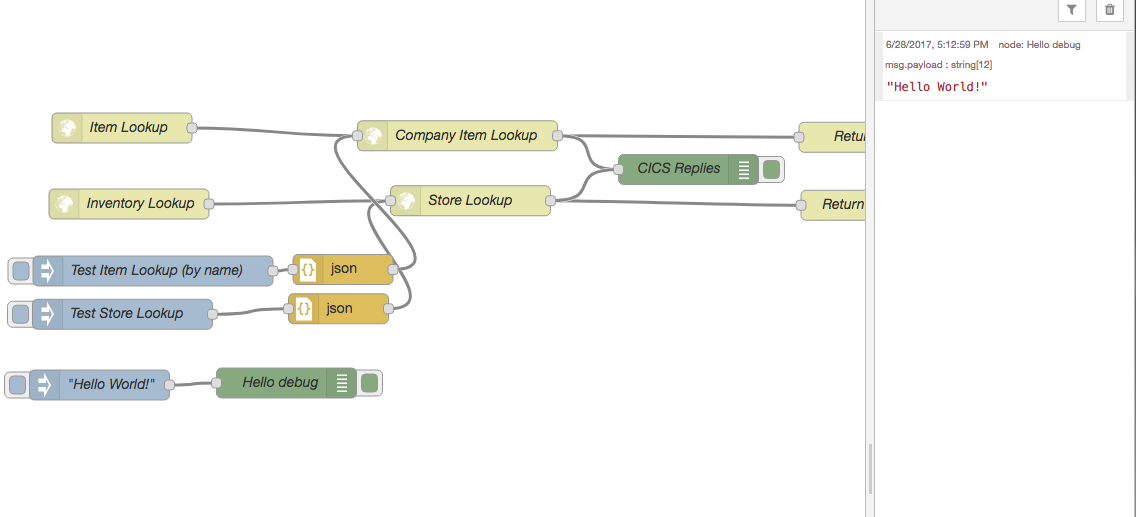 6/28/2017, 5:12:59 PM node: Hello debug
msg.payload : string[12]
"Hello World!"
Item Lookup
Company Item Lookup
Retu
CICS Replies
Inventory Lookup
Store Lookup
Return
Test Item Lookup (by name)
{} json
Test Store Lookup
{} json
"Hello World!"
Hello debug